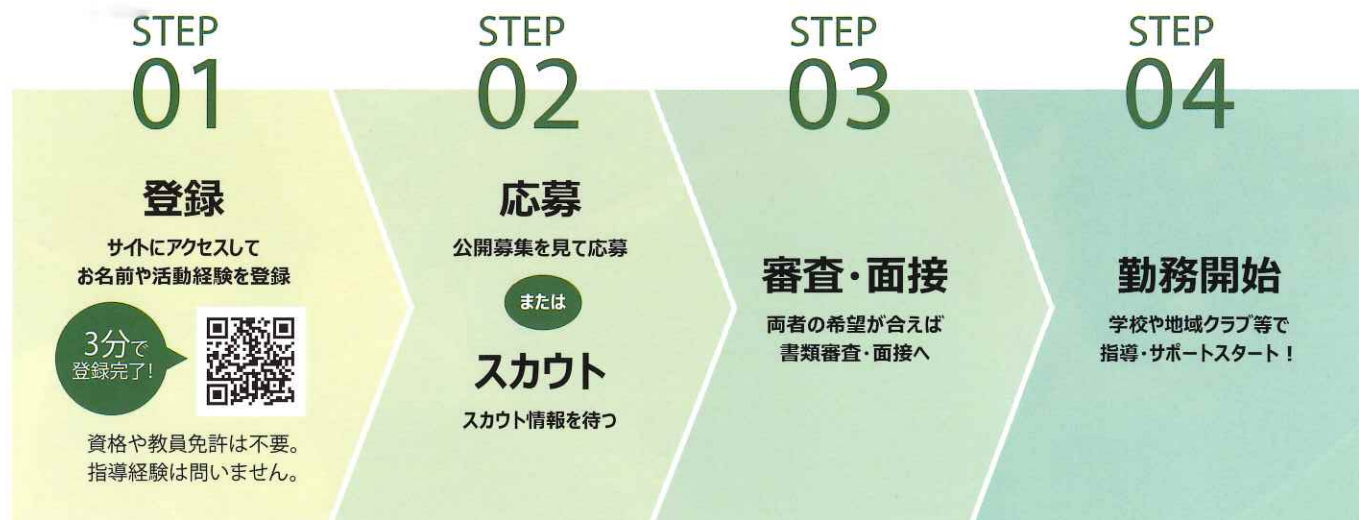 STEP
01
登録
サイトにアクセスして
お名前や活動経験を登録
3分で
登録完了!
資格や教員免許は不要。
指導経験は問いません。
STEP
02
応募
公開募集を見て応募
または
スカウト
スカウト情報を待つ
STEP
03
審査・面接
両者の希望が合えば
書類審査・面接へ
STEP
04
勤務開始
学校や地域クラブ等で
指導・サポートスタート!